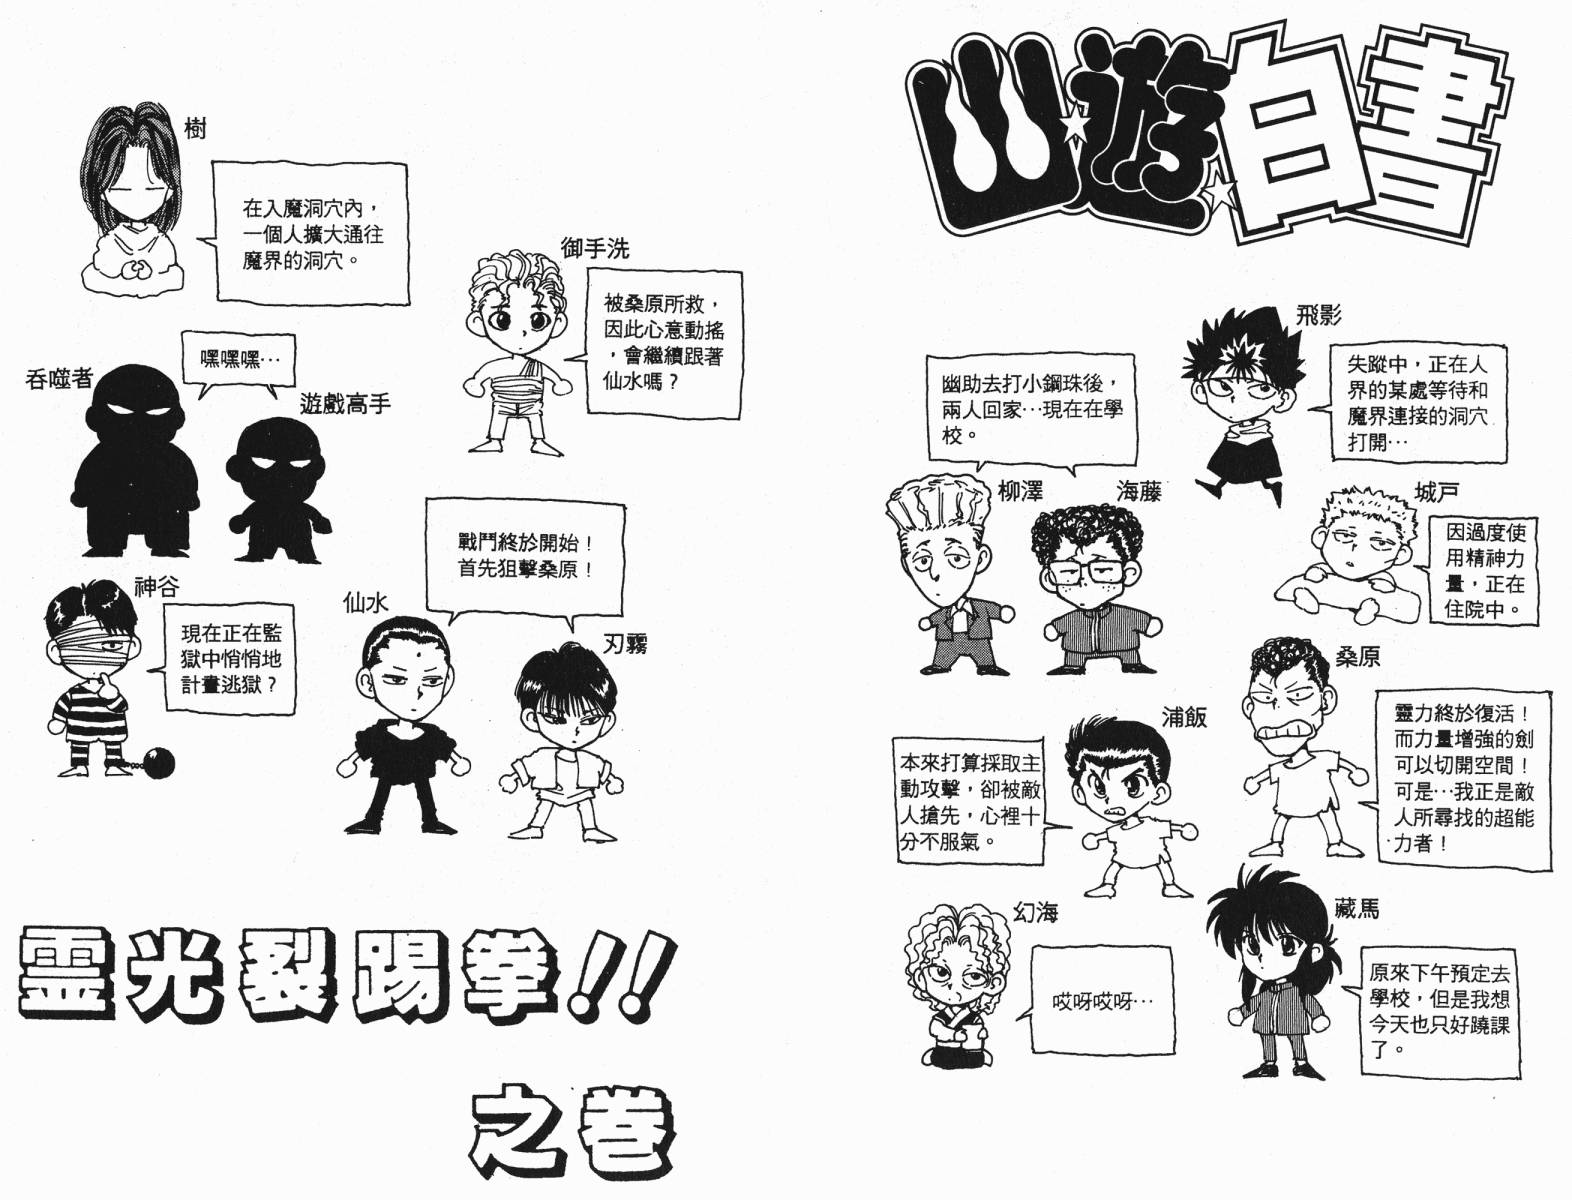 幽遊白書
飛影
失蹤中，正在人
界的某處等待和
魔界連接的洞穴
打開…
幽助去打小鋼珠後，
兩人回家…現在在學
校。
柳澤
海藤
城戸
因過度使
用精神力
量，正在
住院中。
桑原
靈力終於復活！
而力量增強的劍
可以切開空間！
可是…我正是敵
人所尋找的超能
力者！
浦飯
本來打算採取主
動攻擊，卻被敵
人搶先，心裡十
分不服氣。
藏馬
原來下午預定去
學校，但是我想
今天也只好蹺課
了。
幻海
哎呀哎呀…
樹
在入魔洞穴內，
一個人擴大通往
魔界的洞穴。
御手洗
被桑原所救，
因此心意動搖
，會繼續跟著
仙水嗎？
嘿嘿嘿…
吞噬者
遊戲高手
神谷
現在正在監
獄中悄悄地
計畫逃獄？
戰鬥終於開始！
首先狙擊桑原！
仙水
刃霧
霊光裂踢拳!!
之卷